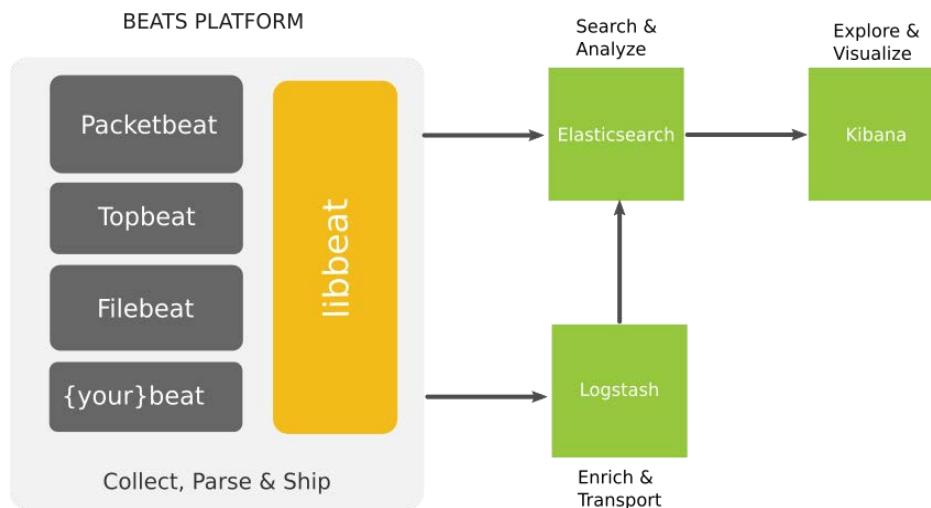 BEATS PLATFORM
Packetbeat
Topbeat
Filebeat
{your}beat
libbeat
Collect, Parse & Ship
Search &
Analyze
Elasticsearch
Explore &
Visualize
Kibana
Logstash
Enrich &
Transport